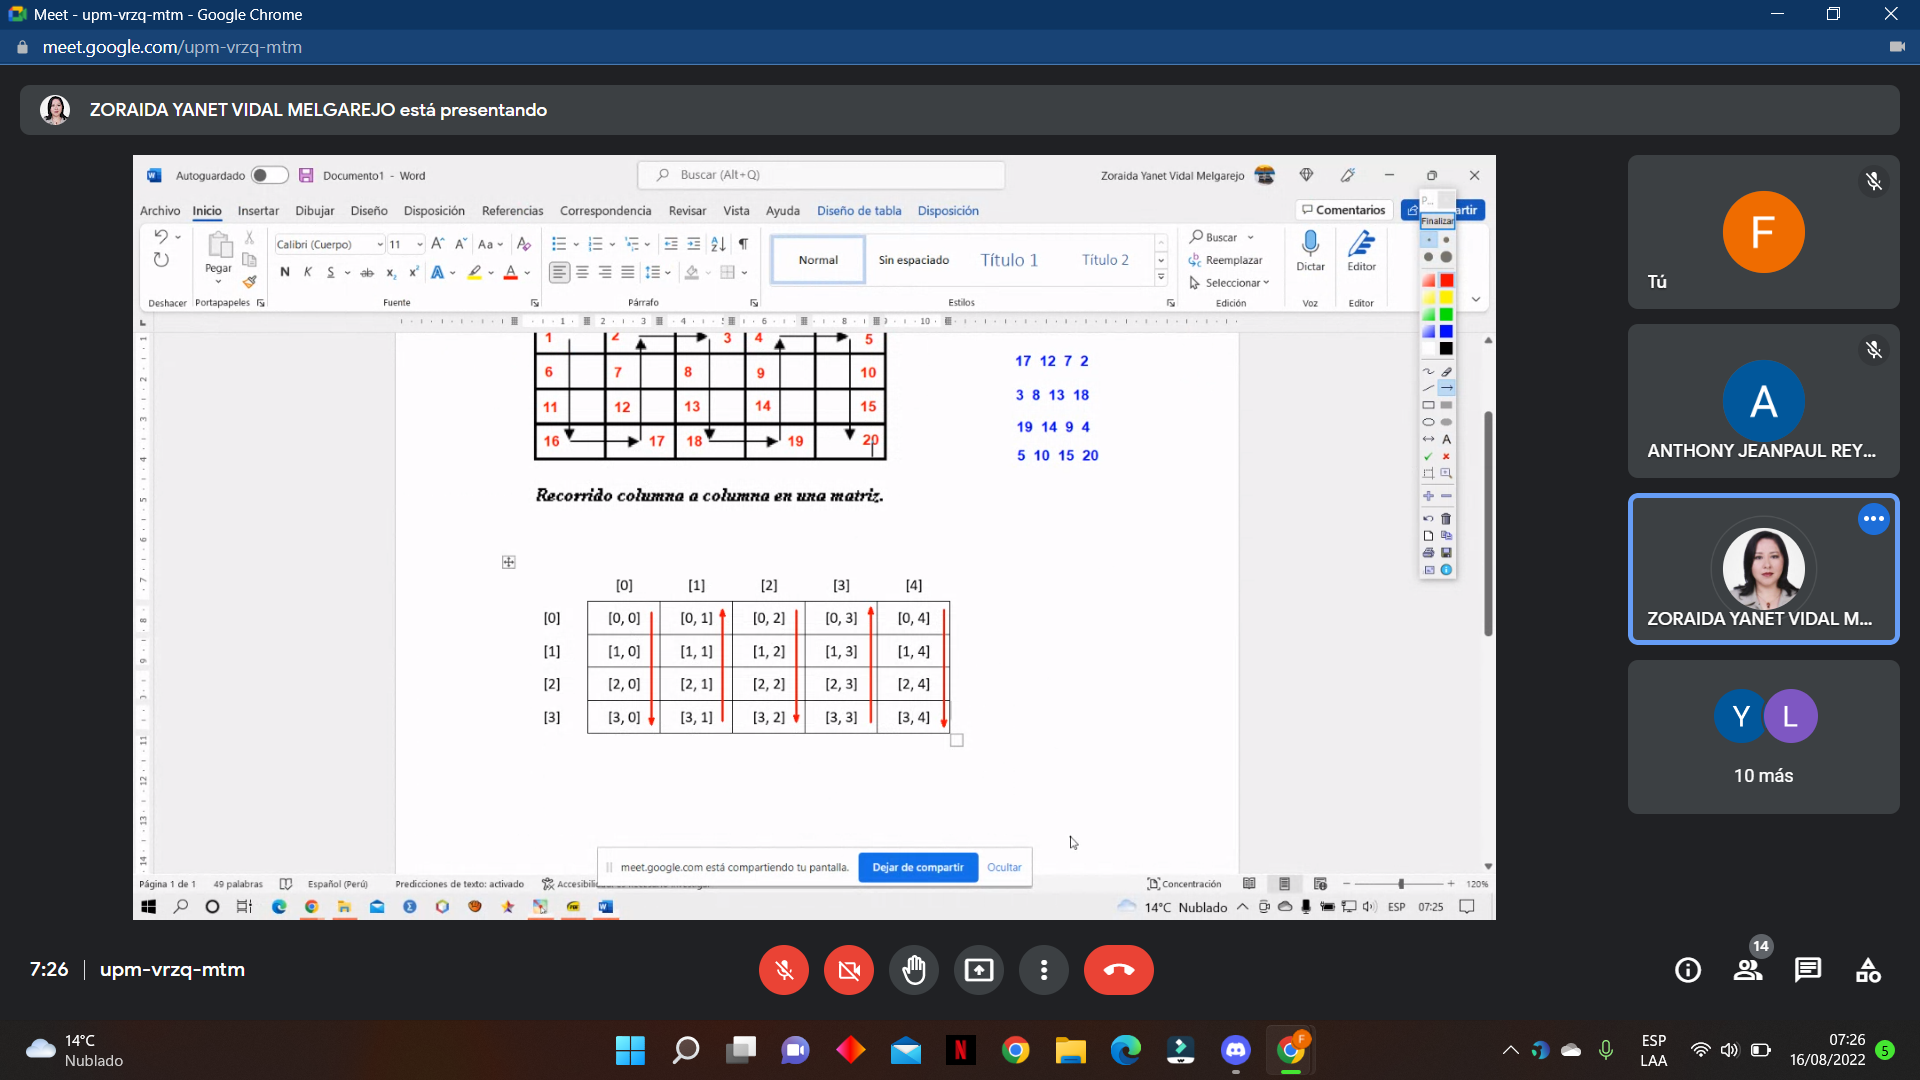 Meet - upm-vrzq-mtm - Google Chrome
meet.google.com/upm-vrzq-mtm
ZORAIDA YANET VIDAL MELGAREJO está presentando
Autoguardado Documento1 - Word Buscar (Alt+Q) Zoraida Yanet Vidal Melgarejo
Archivo Inicio Insertar Dibujar Diseño Disposición Referencias Correspondencia Revisar Vista Ayuda Diseño de tabla Disposición Comentarios
Finalizar
Pegar Calibri (Cuerpo) 11 Aa
N K S ab x₂ x² A A
Normal Sin espaciado Título 1 Título 2
Buscar
Reemplazar
Seleccionar
Dictar Editor
Deshacer Portapapeles Fuente Párrafo Estilos Edición Voz Editor
1 2 3 4 5
6 7 8 9 10
11 12 13 14 15
16 17 18 19 20
17 12 7 2
3 8 13 18
19 14 9 4
5 10 15 20
Recorrido columna a columna en una matriz.
[0] [1] [2] [3] [4]
[0] [0, 0] [0, 1] [0, 2] [0, 3] [0, 4]
[1] [1, 0] [1, 1] [1, 2] [1, 3] [1, 4]
[2] [2, 0] [2, 1] [2, 2] [2, 3] [2, 4]
[3] [3, 0] [3, 1] [3, 2] [3, 3] [3, 4]
meet.google.com está compartiendo tu pantalla. Dejar de compartir Ocultar
Página 1 de 1 49 palabras Español (Perú) Predicciones de texto: activado Concentración 120%
14°C Nublado ESP 07:25
F
Tú
A
ANTHONY JEANPAUL REY...
ZORAIDA YANET VIDAL M...
Y L
10 más
7:26 upm-vrzq-mtm
14
14°C
Nublado
ESP
LAA
07:26
16/08/2022
5